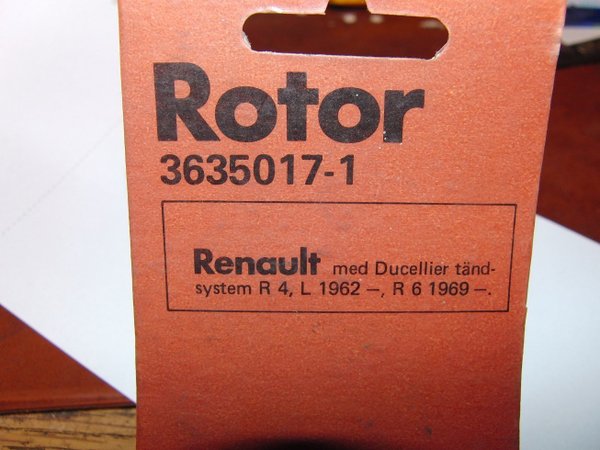 Rotor
3635017-1
Renault med Ducellier tänd-
system R 4, L 1962 –, R 6 1969 –.